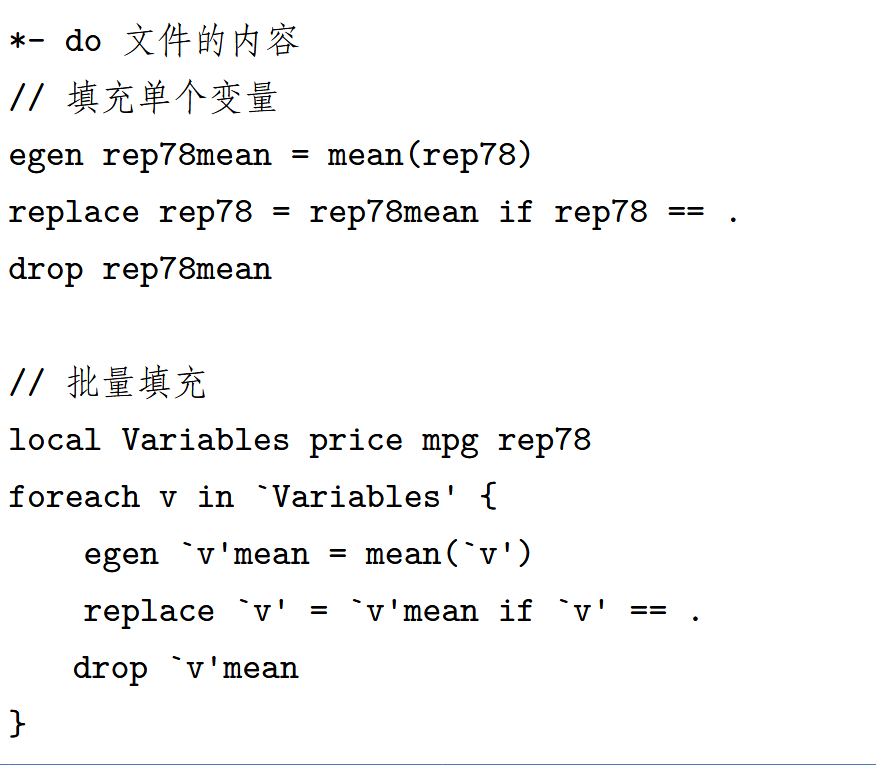 *- do 文件的内容
// 填充单个变量
egen rep78mean = mean(rep78)
replace rep78 = rep78mean if rep78 == .
drop rep78mean
// 批量填充
local Variables price mpg rep78
foreach v in `Variables' {
egen `v'mean = mean(`v')
replace `v' = `v'mean if `v' == .
drop `v'mean
}